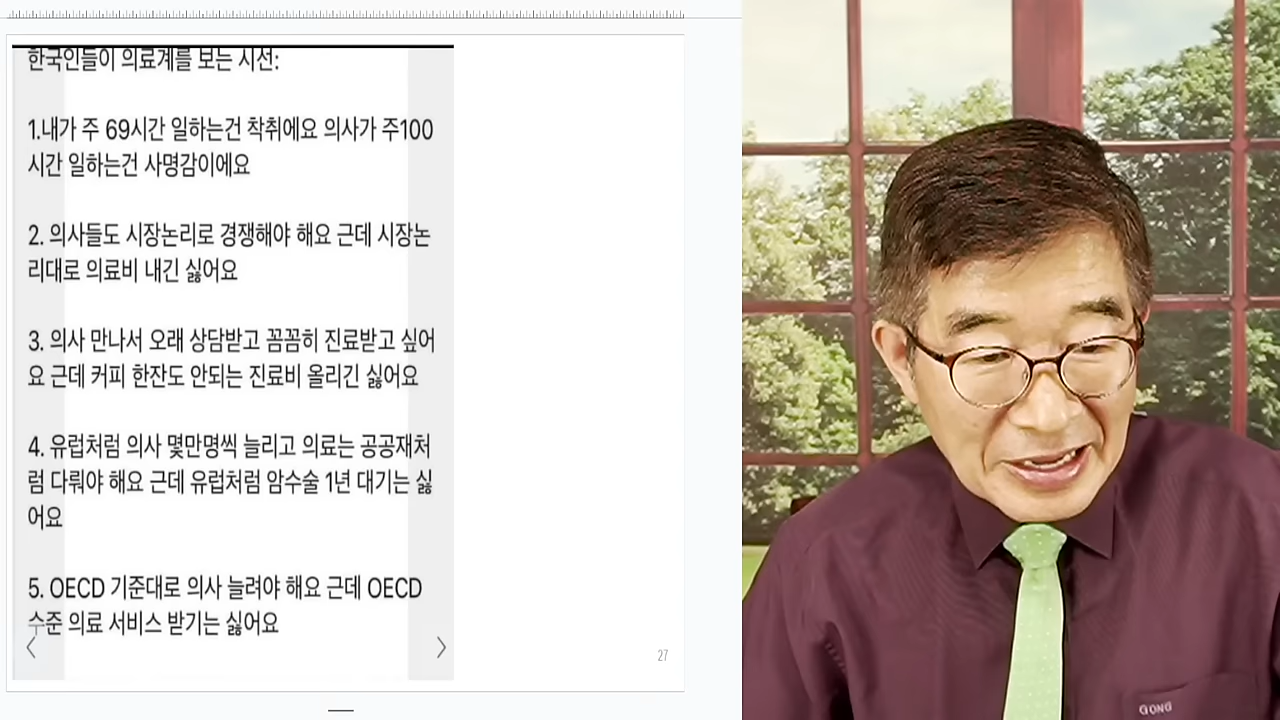 한국인들이 의료계를 보는 시선:
1.내가 주 69시간 일하는건 착취에요 의사가 주100
시간 일하는건 사명감이에요
2. 의사들도 시장논리로 경쟁해야 해요 근데 시장논
리대로 의료비 내긴 싫어요
3. 의사 만나서 오래 상담받고 꼼꼼히 진료받고 싶어
요 근데 커피 한잔도 안되는 진료비 올리긴 싫어요
4. 유럽처럼 의사 몇만명씩 늘리고 의료는 공공재처
럼 다뤄야 해요 근데 유럽처럼 암수술 1년 대기는 싫
어요
5. OECD 기준대로 의사 늘려야 해요 근데 OECD
수준 의료 서비스 받기는 싫어요
27
GONG